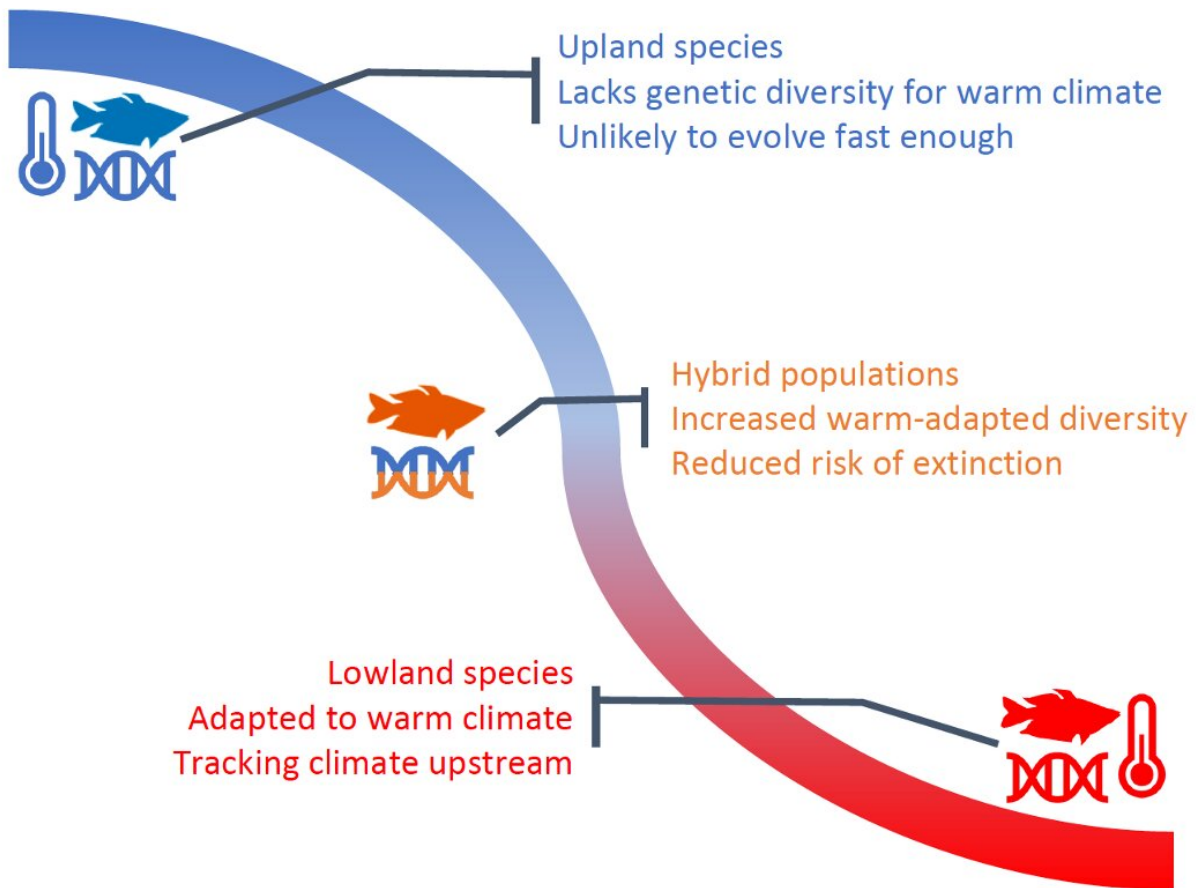 Upland species
Lacks genetic diversity for warm climate
Unlikely to evolve fast enough
Hybrid populations
Increased warm-adapted diversity
Reduced risk of extinction
Lowland species
Adapted to warm climate
Tracking climate upstream